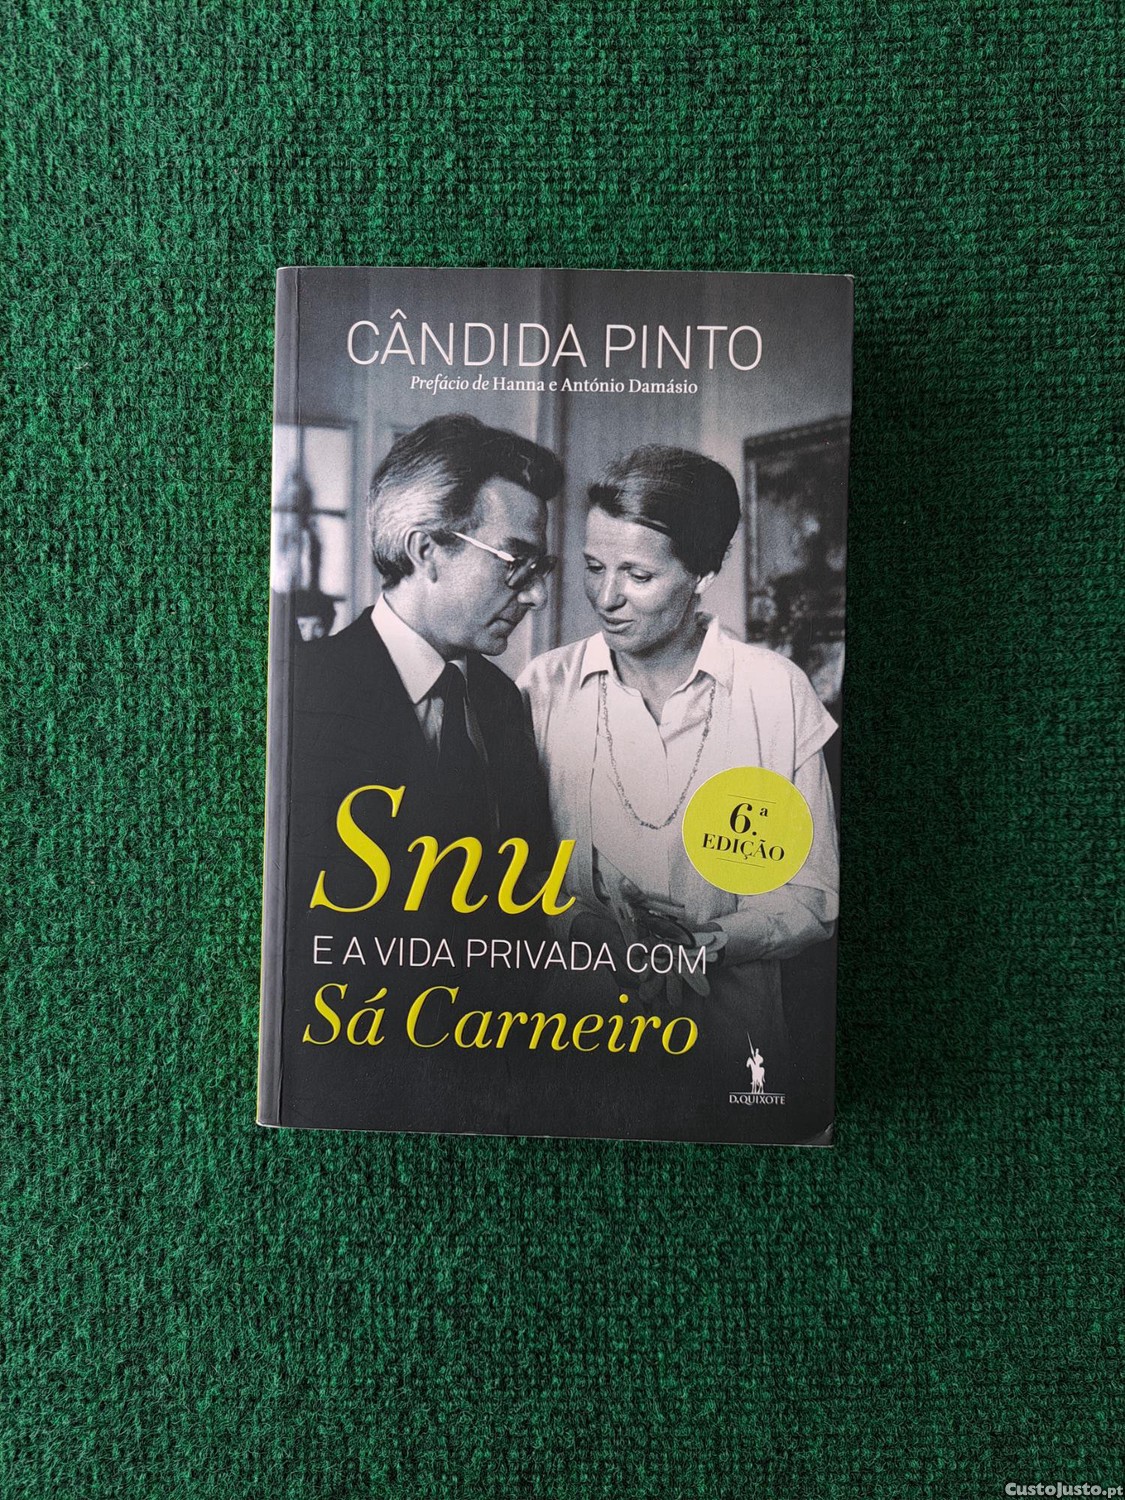 CÂNDIDA PINTO
Prefácio de Hanna e António Damásio
Snu
E A VIDA PRIVADA COM
Sá Carneiro
6.ª
EDIÇÃO
D.QUIXOTE
CustoJusto.pt